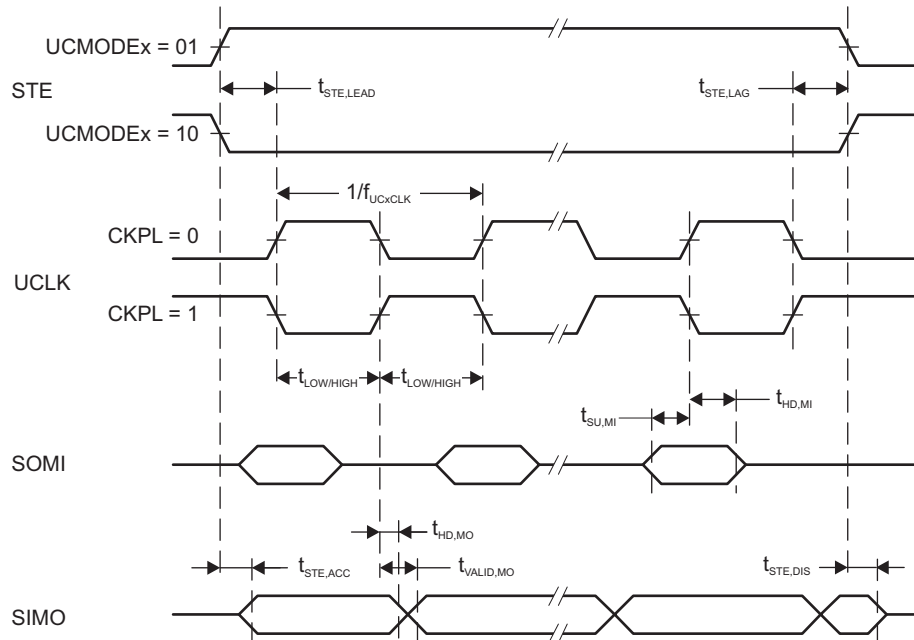 UCMODEx = 01
STE
t_STE,LEAD
t_STE,LAG
UCMODEx = 10
1/f_UCxCLK
CKPL = 0
UCLK
CKPL = 1
t_LOW/HIGH t_LOW/HIGH
t_SU,MI
t_HD,MI
SOMI
t_HD,MO
t_STE,ACC
t_VALID,MO
t_STE,DIS
SIMO